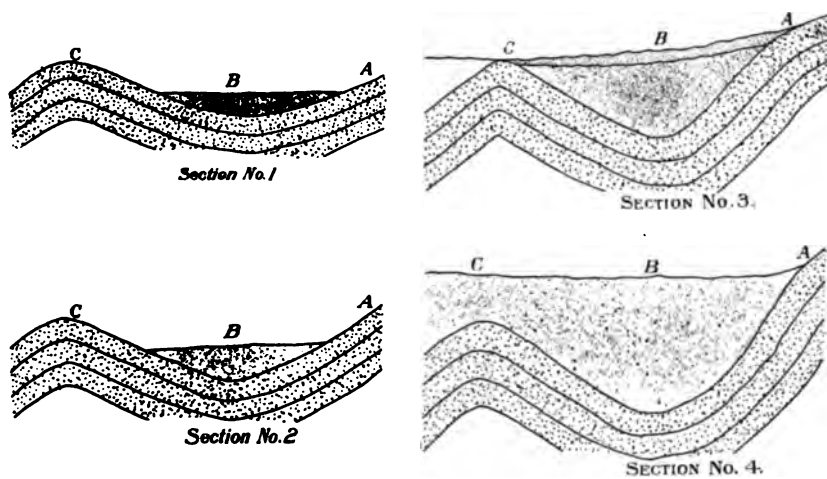 C B A
Section No.1
C B A
Section No.2
C B A
SECTION NO.3.
C B A
SECTION NO. 4.